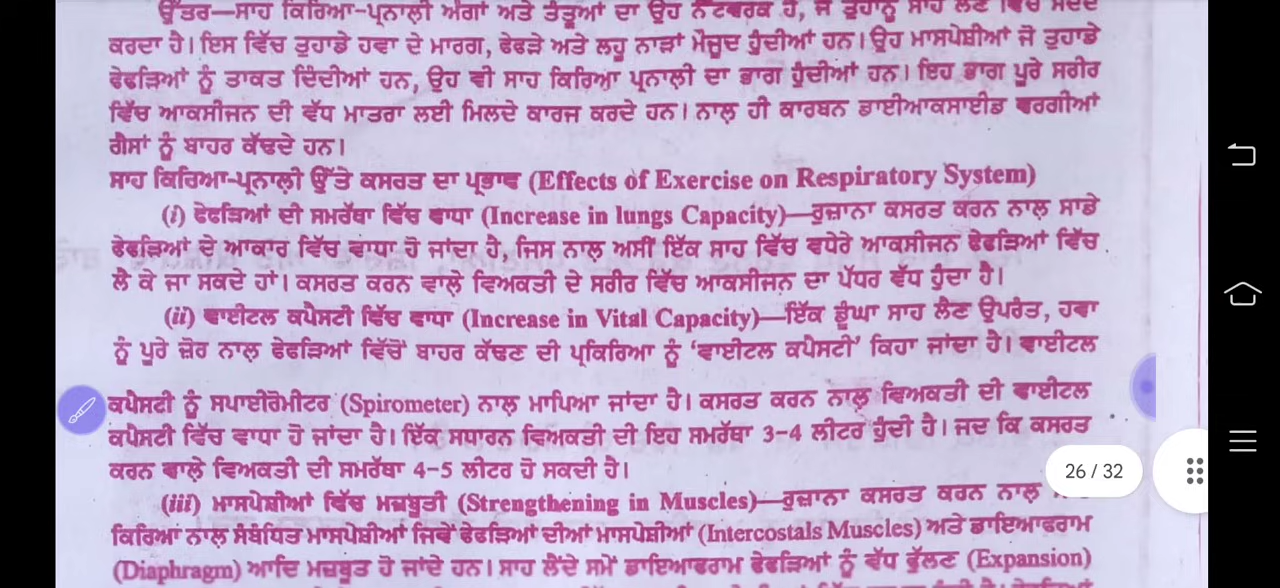 ਉੱਤਰ—ਸਾਹ ਕਿਰਿਆ-ਪ੍ਰਨਾਲੀ ਅੰਗਾਂ ਅਤੇ ਤੰਤੂਆਂ ਦਾ ਉਹ ਨੈੱਟਵਰਕ ਹੈ, ਜੋ ਤੁਹਾਨੂੰ ਸਾਹ ਲੈਣ ਵਿੱਚ ਮਦਦ
ਕਰਦਾ ਹੈ। ਇਸ ਵਿੱਚ ਤੁਹਾਡੇ ਹਵਾ ਦੇ ਮਾਰਗ, ਫੇਫੜੇ ਅਤੇ ਲਹੂ ਨਾੜਾਂ ਮੌਜੂਦ ਹੁੰਦੀਆਂ ਹਨ। ਉਹ ਮਾਸਪੇਸ਼ੀਆਂ ਜੋ ਤੁਹਾਡੇ
ਫੇਫੜਿਆਂ ਨੂੰ ਤਾਕਤ ਦਿੰਦੀਆਂ ਹਨ, ਉਹ ਵੀ ਸਾਹ ਕਿਰਿਆ ਪ੍ਰਨਾਲੀ ਦਾ ਭਾਗ ਹੁੰਦੀਆਂ ਹਨ। ਇਹ ਭਾਗ ਪੂਰੇ ਸਰੀਰ
ਵਿੱਚ ਆਕਸੀਜਨ ਦੀ ਵੱਧ ਮਾਤਰਾ ਲਈ ਮਿਲਦੇ ਕਾਰਜ ਕਰਦੇ ਹਨ। ਨਾਲ਼ ਹੀ ਕਾਰਬਨ ਡਾਈਆਕਸਾਈਡ ਵਰਗੀਆਂ
ਗੈਸਾਂ ਨੂੰ ਬਾਹਰ ਕੱਢਦੇ ਹਨ।
ਸਾਹ ਕਿਰਿਆ-ਪ੍ਰਨਾਲੀ ਉੱਤੇ ਕਸਰਤ ਦਾ ਪ੍ਰਭਾਵ (Effects of Exercise on Respiratory System)
(i) ਫੇਫੜਿਆਂ ਦੀ ਸਮਰੱਥਾ ਵਿੱਚ ਵਾਧਾ (Increase in lungs Capacity)—ਰੁਜ਼ਾਨਾ ਕਸਰਤ ਕਰਨ ਨਾਲ਼ ਸਾਡੇ
ਫੇਫੜਿਆਂ ਦੇ ਆਕਾਰ ਵਿੱਚ ਵਾਧਾ ਹੋ ਜਾਂਦਾ ਹੈ, ਜਿਸ ਨਾਲ਼ ਅਸੀਂ ਇੱਕ ਸਾਹ ਵਿੱਚ ਵਧੇਰੇ ਆਕਸੀਜਨ ਫੇਫੜਿਆਂ ਵਿੱਚ
ਲੈ ਕੇ ਜਾ ਸਕਦੇ ਹਾਂ। ਕਸਰਤ ਕਰਨ ਵਾਲ਼ੇ ਵਿਅਕਤੀ ਦੇ ਸਰੀਰ ਵਿੱਚ ਆਕਸੀਜਨ ਦਾ ਪੱਧਰ ਵੱਧ ਹੁੰਦਾ ਹੈ।
(ii) ਵਾਈਟਲ ਕਪੈਸਟੀ ਵਿੱਚ ਵਾਧਾ (Increase in Vital Capacity)—ਇੱਕ ਡੂੰਘਾ ਸਾਹ ਲੈਣ ਉਪਰੰਤ, ਹਵਾ
ਨੂੰ ਪੂਰੇ ਜ਼ੋਰ ਨਾਲ਼ ਫੇਫੜਿਆਂ ਵਿੱਚੋਂ ਬਾਹਰ ਕੱਢਣ ਦੀ ਪ੍ਰਕਿਰਿਆ ਨੂੰ ‘ਵਾਈਟਲ ਕਪੈਸਟੀ’ ਕਿਹਾ ਜਾਂਦਾ ਹੈ। ਵਾਈਟਲ
ਕਪੈਸਟੀ ਨੂੰ ਸਪਾਈਰੋਮੀਟਰ (Spirometer) ਨਾਲ਼ ਮਾਪਿਆ ਜਾਂਦਾ ਹੈ। ਕਸਰਤ ਕਰਨ ਨਾਲ਼ ਵਿਅਕਤੀ ਦੀ ਵਾਈਟਲ
ਕਪੈਸਟੀ ਵਿੱਚ ਵਾਧਾ ਹੋ ਜਾਂਦਾ ਹੈ। ਇੱਕ ਸਧਾਰਨ ਵਿਅਕਤੀ ਦੀ ਇਹ ਸਮਰੱਥਾ 3-4 ਲੀਟਰ ਹੁੰਦੀ ਹੈ। ਜਦ ਕਿ ਕਸਰਤ
ਕਰਨ ਵਾਲ਼ੇ ਵਿਅਕਤੀ ਦੀ ਸਮਰੱਥਾ 4-5 ਲੀਟਰ ਹੋ ਸਕਦੀ ਹੈ।
26 / 32
(iii) ਮਾਸਪੇਸ਼ੀਆਂ ਵਿੱਚ ਮਜ਼ਬੂਤੀ (Strengthening in Muscles)—ਰੁਜ਼ਾਨਾ ਕਸਰਤ ਕਰਨ ਨਾਲ਼
ਕਿਰਿਆ ਨਾਲ਼ ਸੰਬੰਧਿਤ ਮਾਸਪੇਸ਼ੀਆਂ ਜਿਵੇਂ ਫੇਫੜਿਆਂ ਦੀਆਂ ਮਾਸਪੇਸ਼ੀਆਂ (Intercostals Muscles) ਅਤੇ ਡਾਇਆਫਰਾਮ
(Diaphragm) ਆਦਿ ਮਜ਼ਬੂਤ ਹੋ ਜਾਂਦੇ ਹਨ। ਸਾਹ ਲੈਂਦੇ ਸਮੇਂ ਡਾਇਆਫਰਾਮ ਫੇਫੜਿਆਂ ਨੂੰ ਵੱਧ ਫੁੱਲਣ (Expansion)